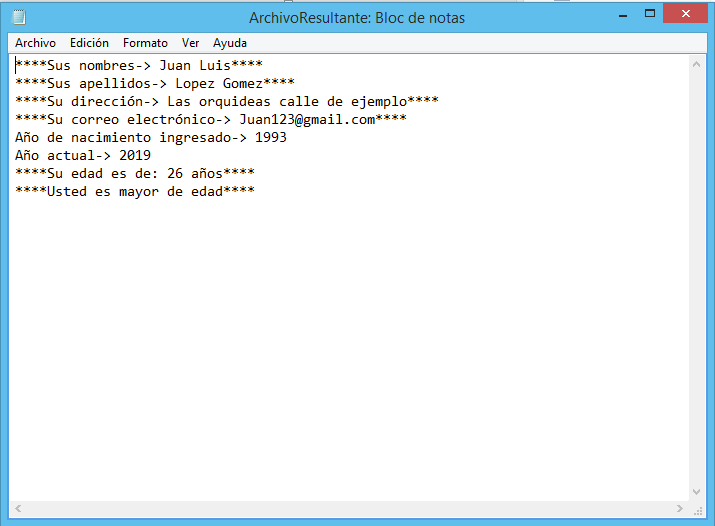 ArchivoResultante: Bloc de notas
Archivo Edición Formato Ver Ayuda
****Sus nombres-> Juan Luis****
****Sus apellidos-> Lopez Gomez****
****Su dirección-> Las orquideas calle de ejemplo****
****Su correo electrónico-> Juan123@gmail.com****
Año de nacimiento ingresado-> 1993
Año actual-> 2019
****Su edad es de: 26 años****
****Usted es mayor de edad****